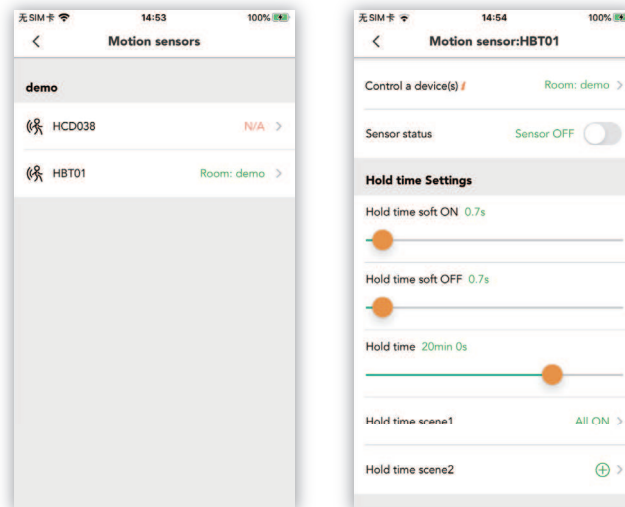 无SIM卡 14:53 100%
Motion sensors
demo
HCD038 N/A
HBT01 Room: demo
无SIM卡 14:54 100%
Motion sensor:HBT01
Control a device(s) Room: demo
Sensor status Sensor OFF
Hold time Settings
Hold time soft ON 0.7s
Hold time soft OFF 0.7s
Hold time 20min 0s
Hold time scene1 All ON
Hold time scene2